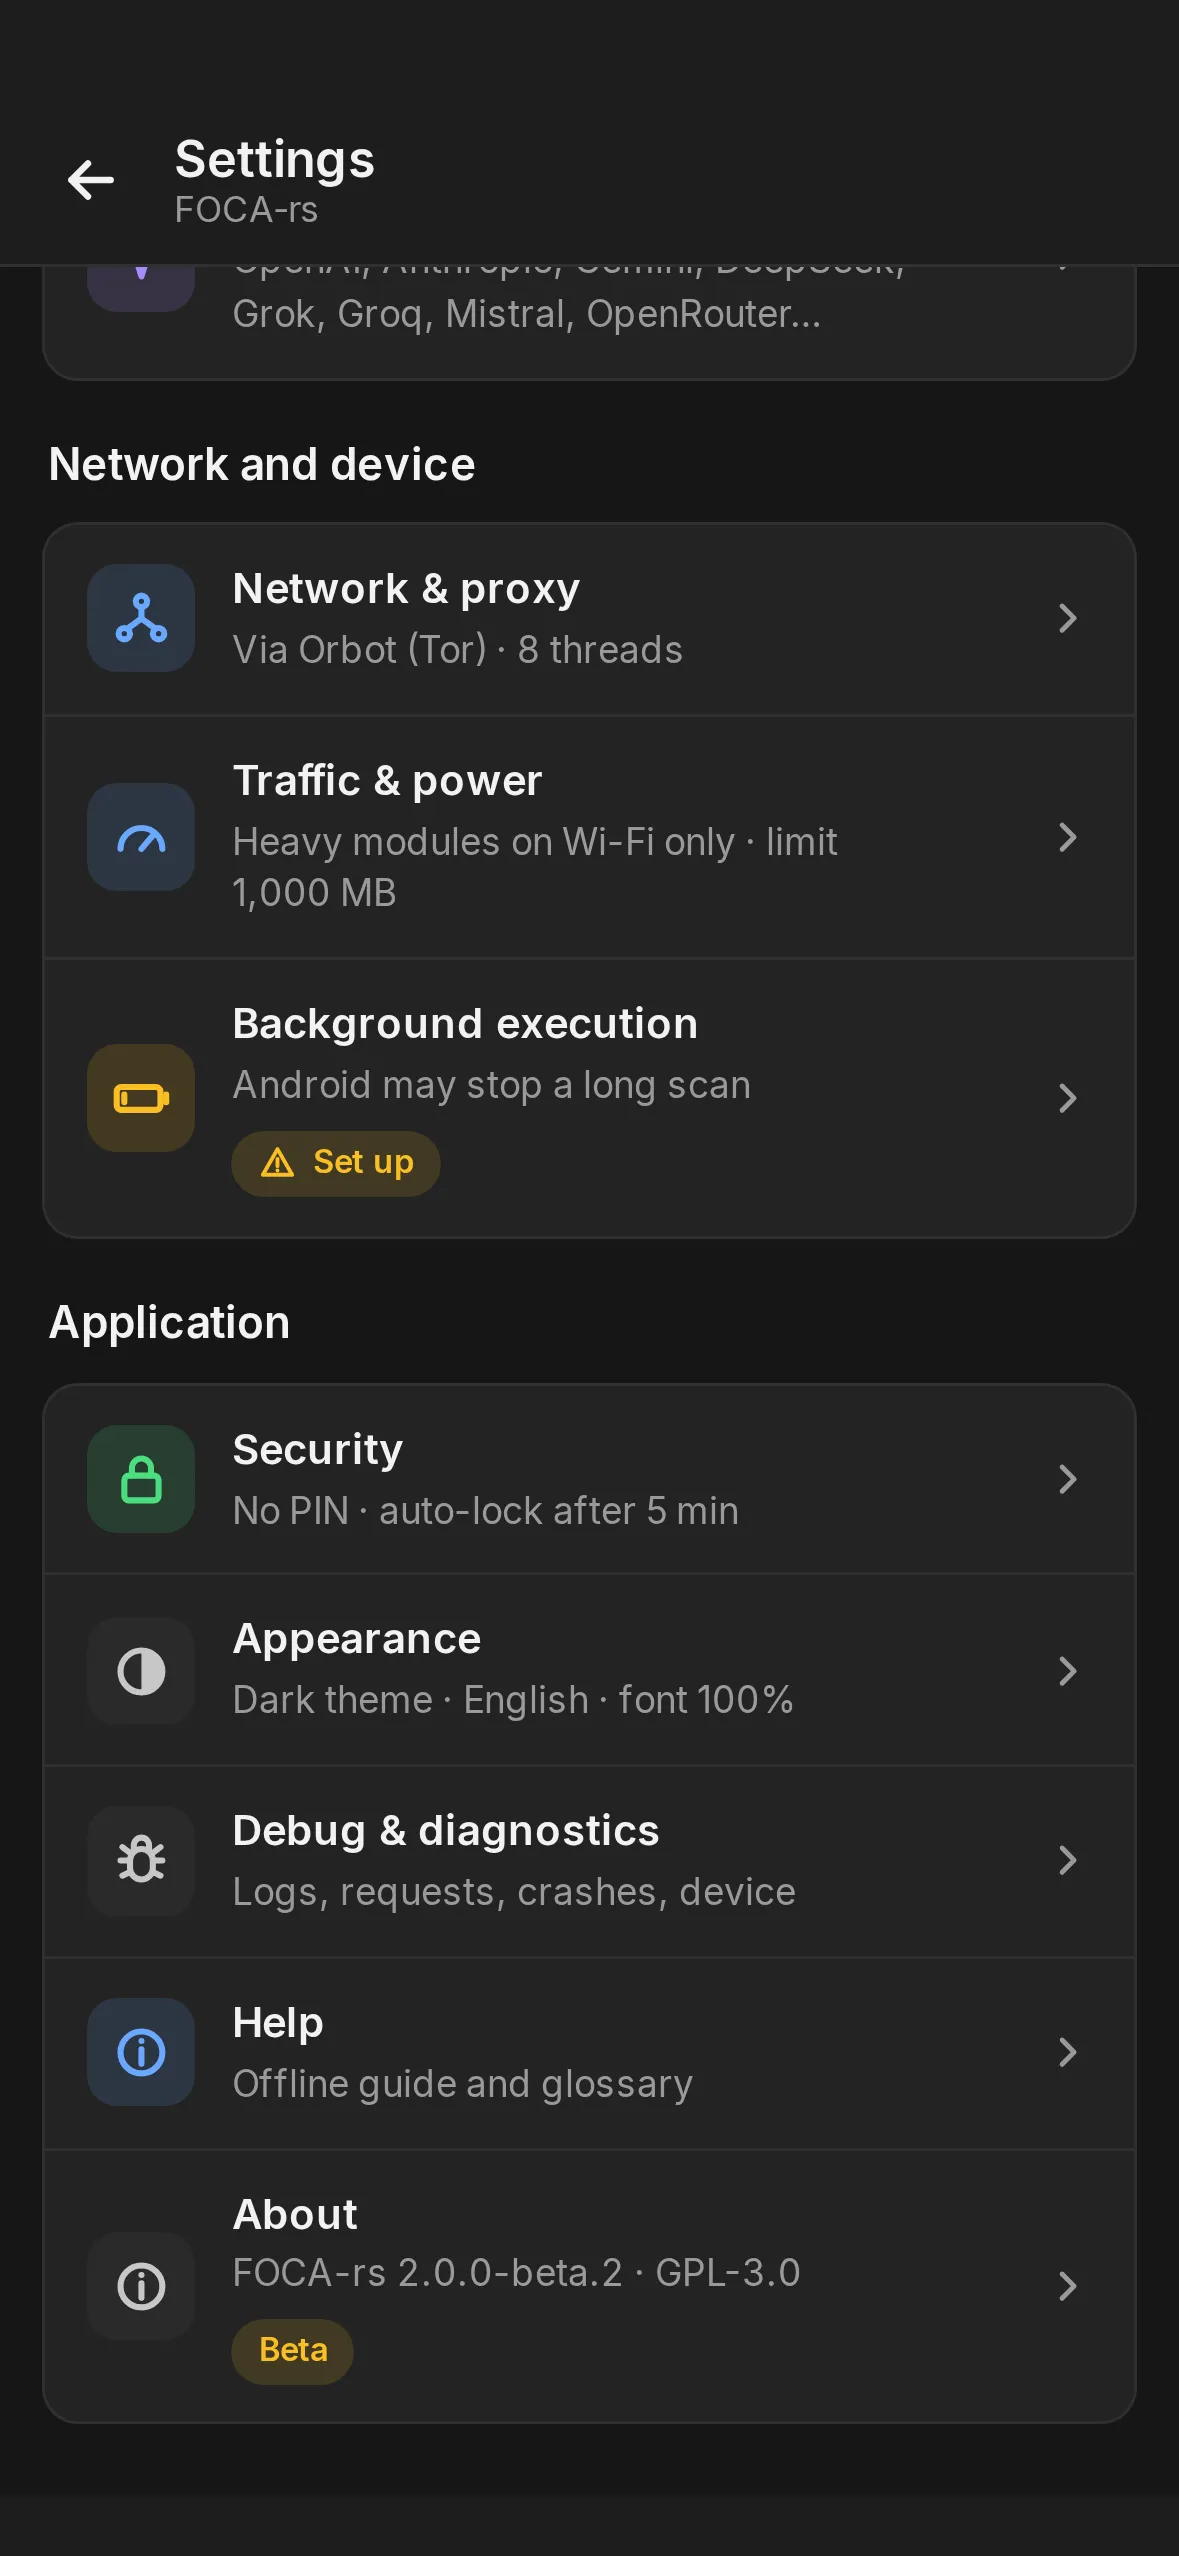 Settings
FOCA-rs
OpenAI, Anthropic, Gemini, DeepSeek,
Grok, Groq, Mistral, OpenRouter...
Network and device
Network & proxy
Via Orbot (Tor) · 8 threads
Traffic & power
Heavy modules on Wi-Fi only · limit
1,000 MB
Background execution
Android may stop a long scan
Set up
Application
Security
No PIN · auto-lock after 5 min
Appearance
Dark theme · English · font 100%
Debug & diagnostics
Logs, requests, crashes, device
Help
Offline guide and glossary
About
FOCA-rs 2.0.0-beta.2 · GPL-3.0
Beta